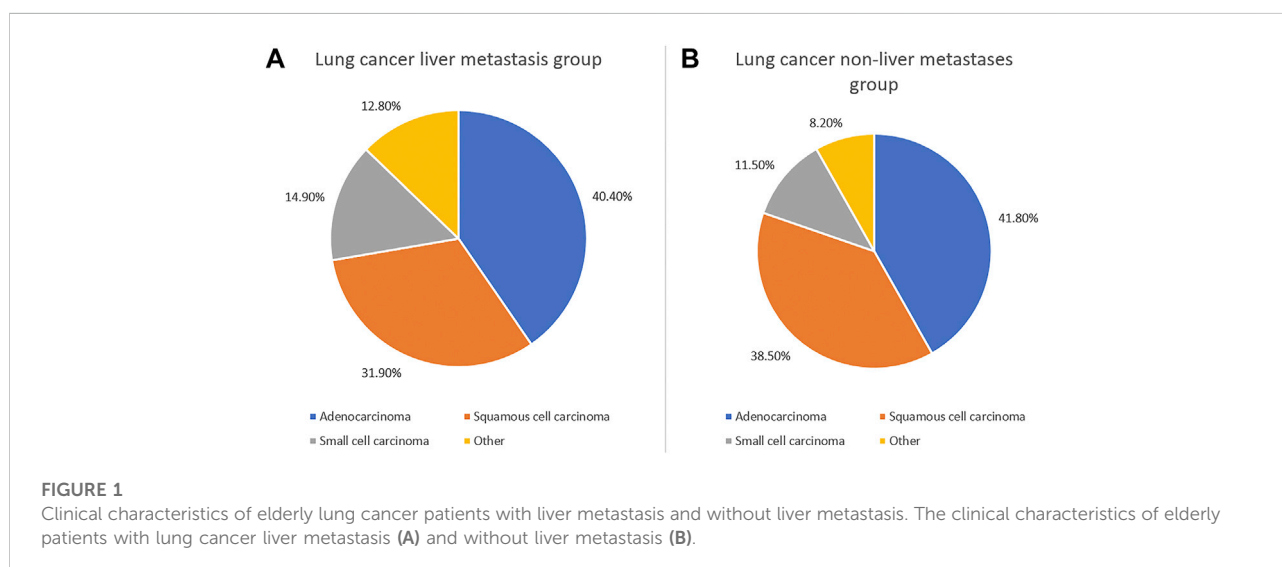 A Lung cancer liver metastasis group
12.80%
14.90%
40.40%
31.90%
Adenocarcinoma Squamous cell carcinoma
Small cell carcinoma Other
B Lung cancer non-liver metastases
group
8.20%
11.50%
41.80%
38.50%
Adenocarcinoma Squamous cell carcinoma
Small cell carcinoma Other
FIGURE 1
Clinical characteristics of elderly lung cancer patients with liver metastasis and without liver metastasis. The clinical characteristics of elderly
patients with lung cancer liver metastasis (A) and without liver metastasis (B).